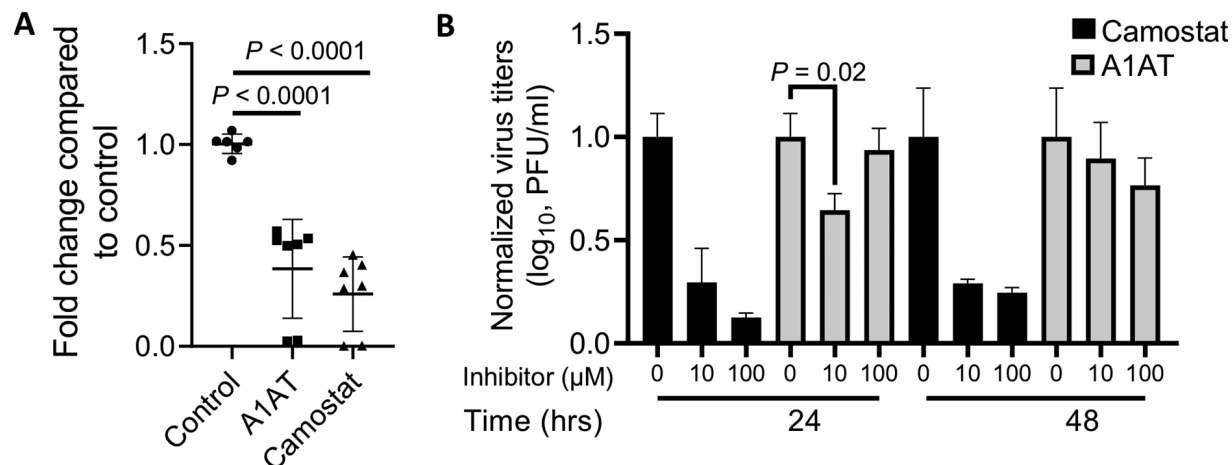 A
Fold change compared
to control
1.5
1.0
0.5
0.0
P < 0.0001
P < 0.0001
Control
A1AT
Camostat
B
Camostat
A1AT
Normalized virus titers
(log10, PFU/ml)
1.5
1.0
0.5
0.0
P = 0.02
Inhibitor (μM) 0 10 100 0 10 100 0 10 100 0 10 100
Time (hrs) 24 48